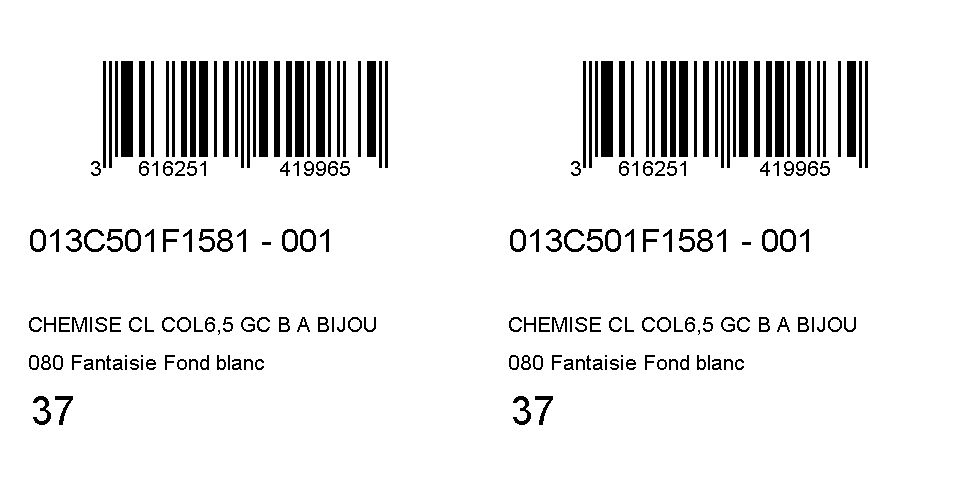 3 616251 419965
013C501F1581 - 001
CHEMISE CL COL6,5 GC B A BIJOU
080 Fantaisie Fond blanc
37
3 616251 419965
013C501F1581 - 001
CHEMISE CL COL6,5 GC B A BIJOU
080 Fantaisie Fond blanc
37